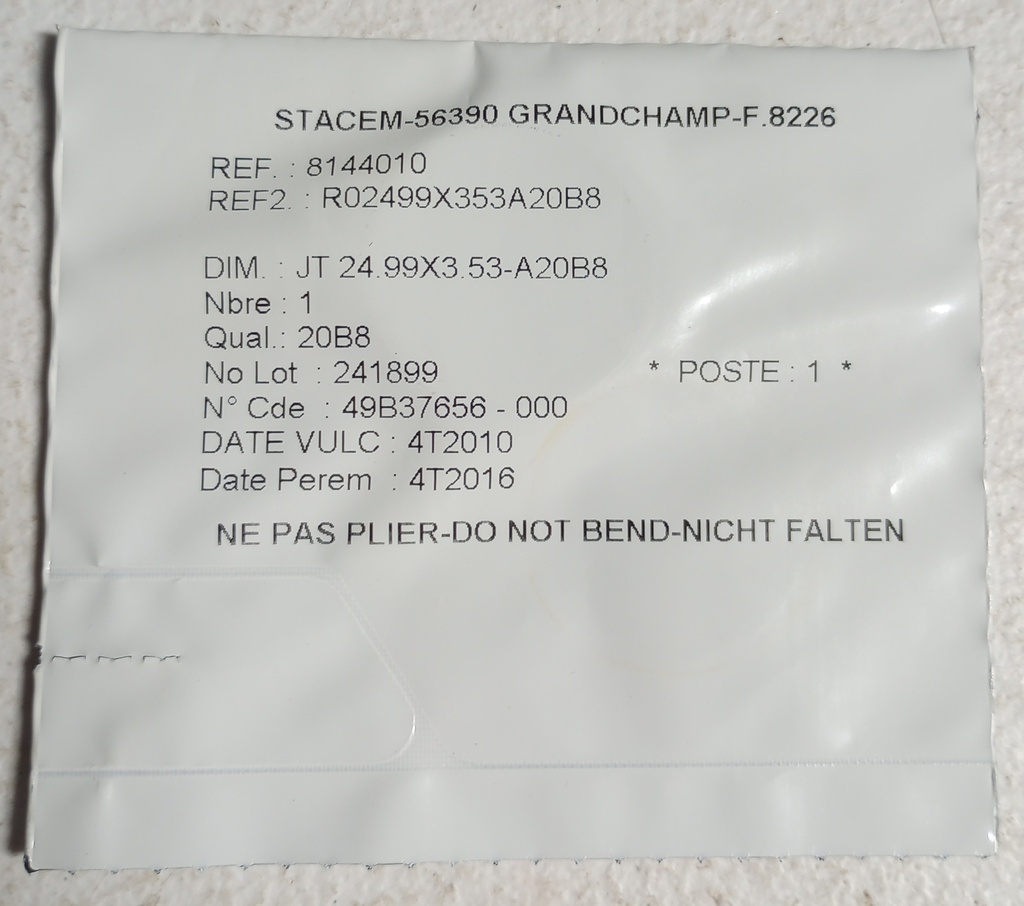 STACEM-56390 GRANDCHAMP-F.8226
REF. : 8144010
REF2. : R02499X353A20B8
DIM. : JT 24.99X3.53-A20B8
Nbre : 1
Qual.: 20B8
No Lot : 241899 * POSTE : 1 *
N° Cde : 49B37656 - 000
DATE VULC : 4T2010
Date Perem : 4T2016
NE PAS PLIER-DO NOT BEND-NICHT FALTEN